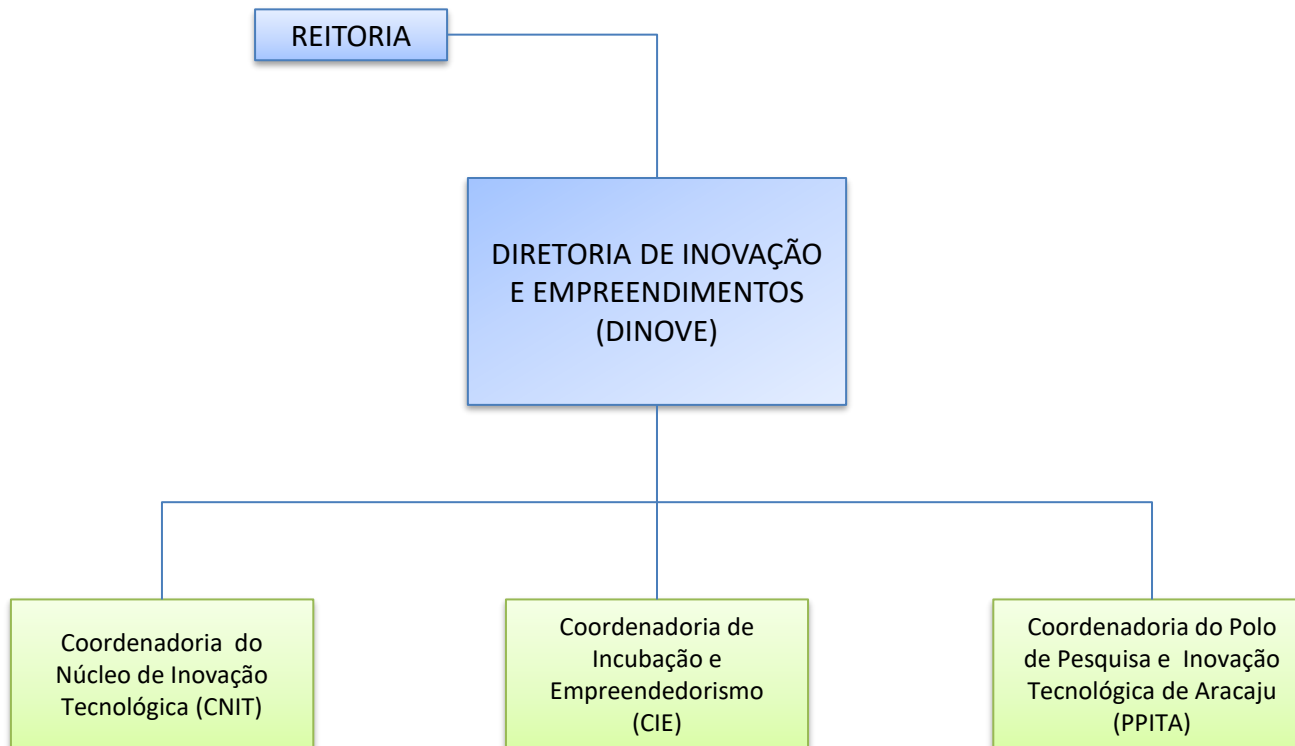 REITORIA
DIRETORIA DE INOVAÇÃO
E EMPREENDIMENTOS
(DINOVE)
Coordenadoria do
Núcleo de Inovação
Tecnológica (CNIT)
Coordenadoria de
Incubação e
Empreendedorismo
(CIE)
Coordenadoria do Polo
de Pesquisa e Inovação
Tecnológica de Aracaju
(PPITA)